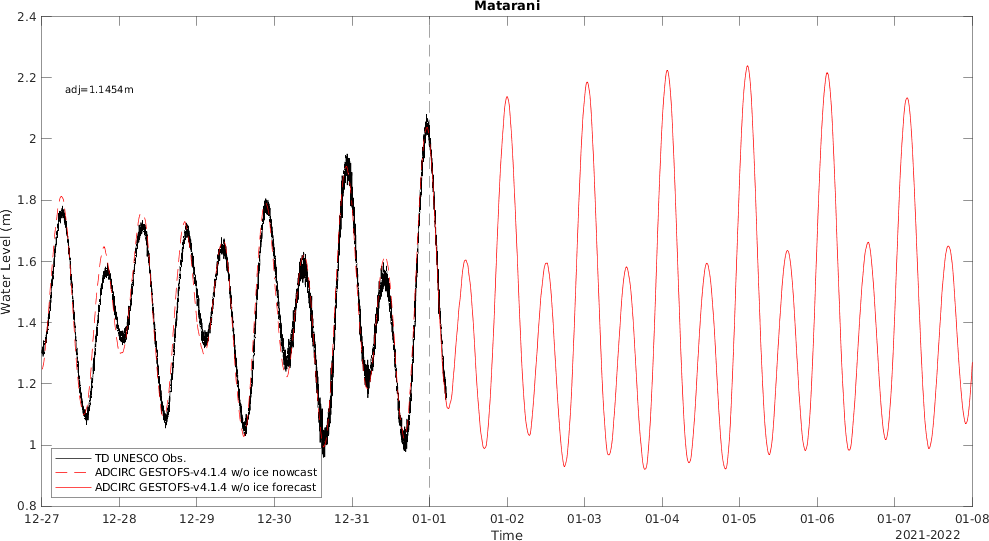 Matarani
2.4
2.2
2
1.8
1.6
1.4
1.2
1
0.8
Water Level (m)
adj=1.1454m
TD UNESCO Obs.
ADCIRC GESTOFS-v4.1.4 w/o ice nowcast
ADCIRC GESTOFS-v4.1.4 w/o ice forecast
12-27 12-28 12-29 12-30 12-31 01-01 01-02 01-03 01-04 01-05 01-06 01-07 01-08
Time
2021-2022